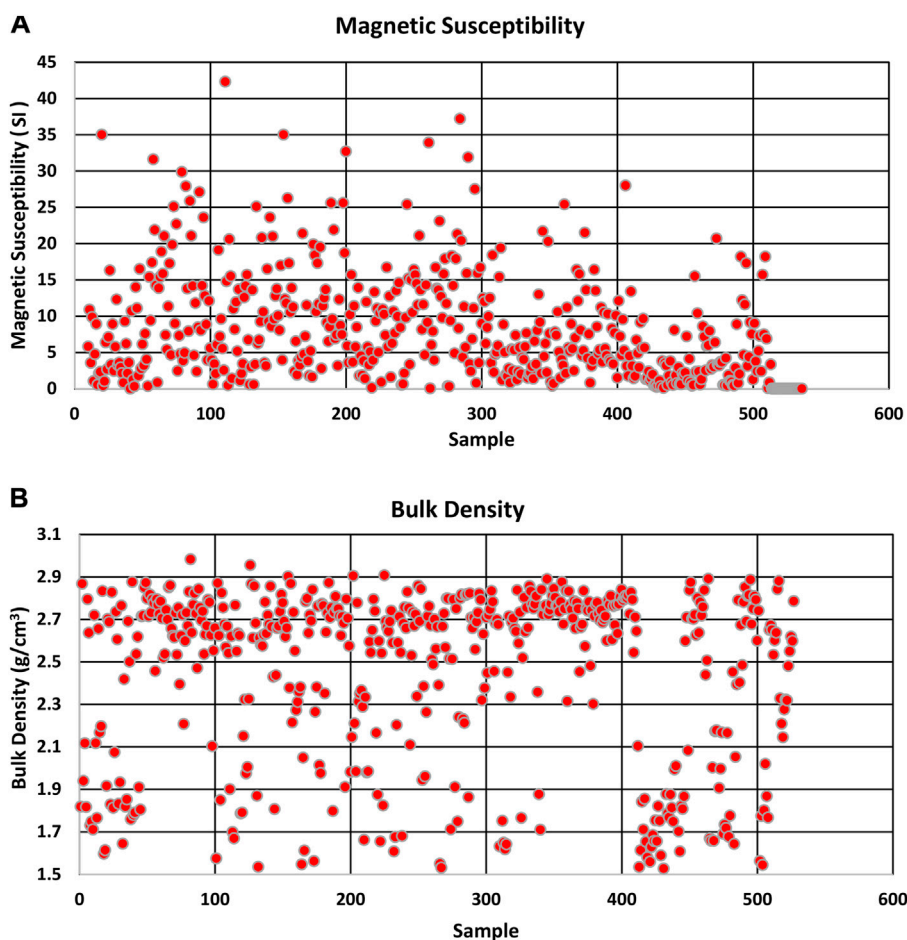 A
Magnetic Susceptibility
Magnetic Susceptibility ( SI )
45
40
35
30
25
20
15
10
5
0
0 100 200 300 400 500 600
Sample
B
Bulk Density
Bulk Density (g/cm³)
3.1
2.9
2.7
2.5
2.3
2.1
1.9
1.7
1.5
0 100 200 300 400 500 600
Sample